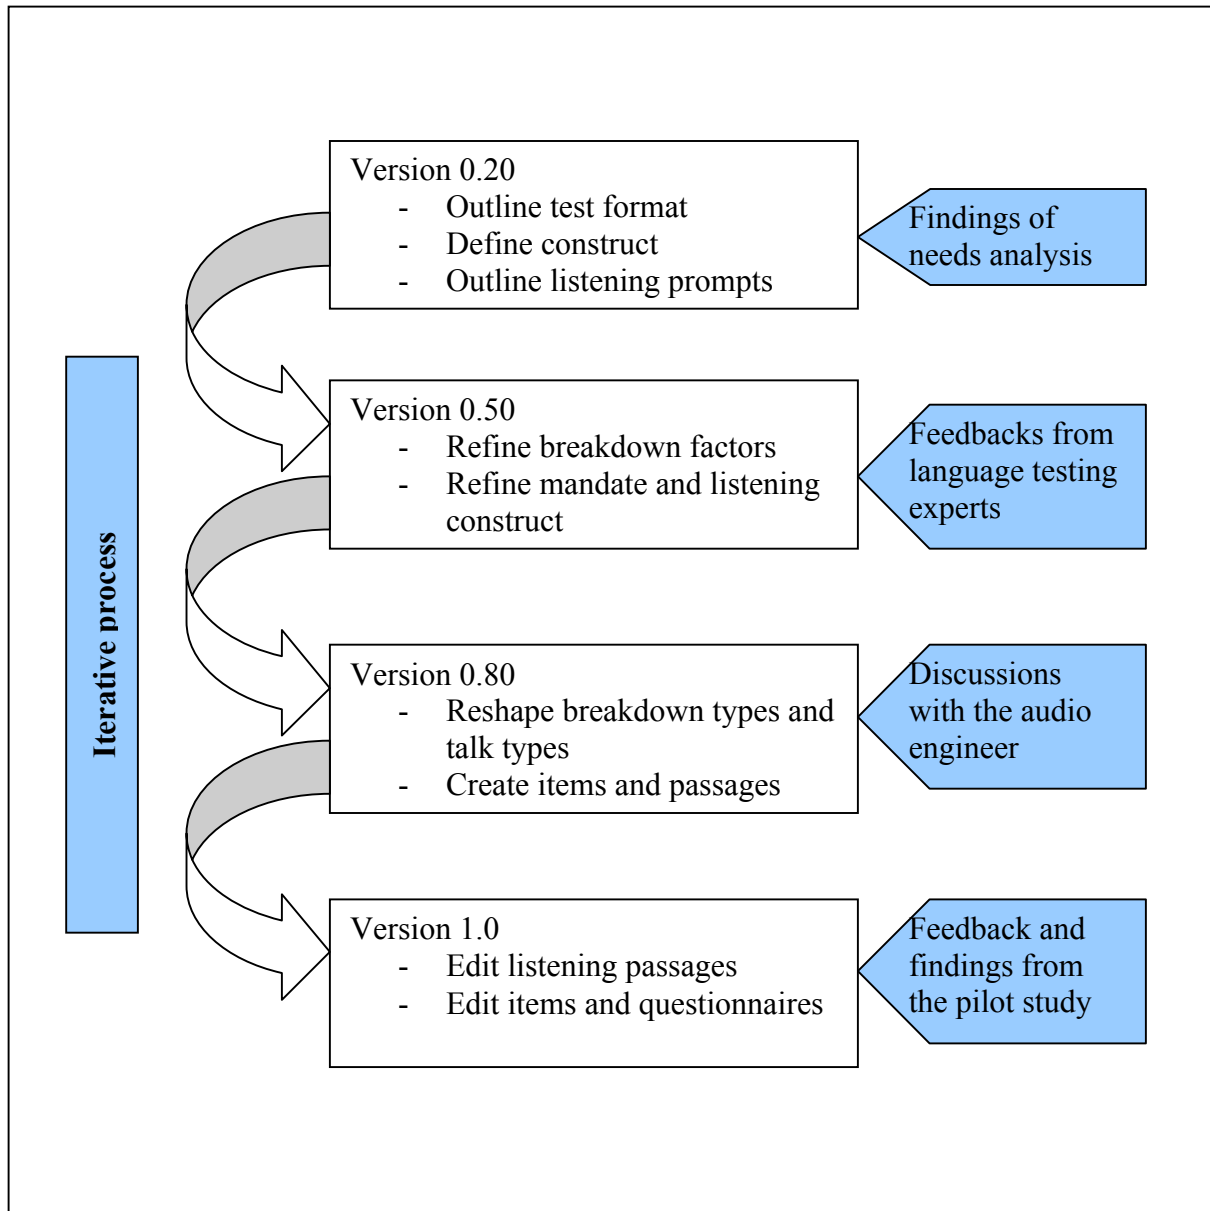 Version 0.20
- Outline test format
- Define construct
- Outline listening prompts
Findings of
needs analysis
Iterative process
Version 0.50
- Refine breakdown factors
- Refine mandate and listening
construct
Feedbacks from
language testing
experts
Version 0.80
- Reshape breakdown types and
talk types
- Create items and passages
Discussions
with the audio
engineer
Version 1.0
- Edit listening passages
- Edit items and questionnaires
Feedback and
findings from
the pilot study